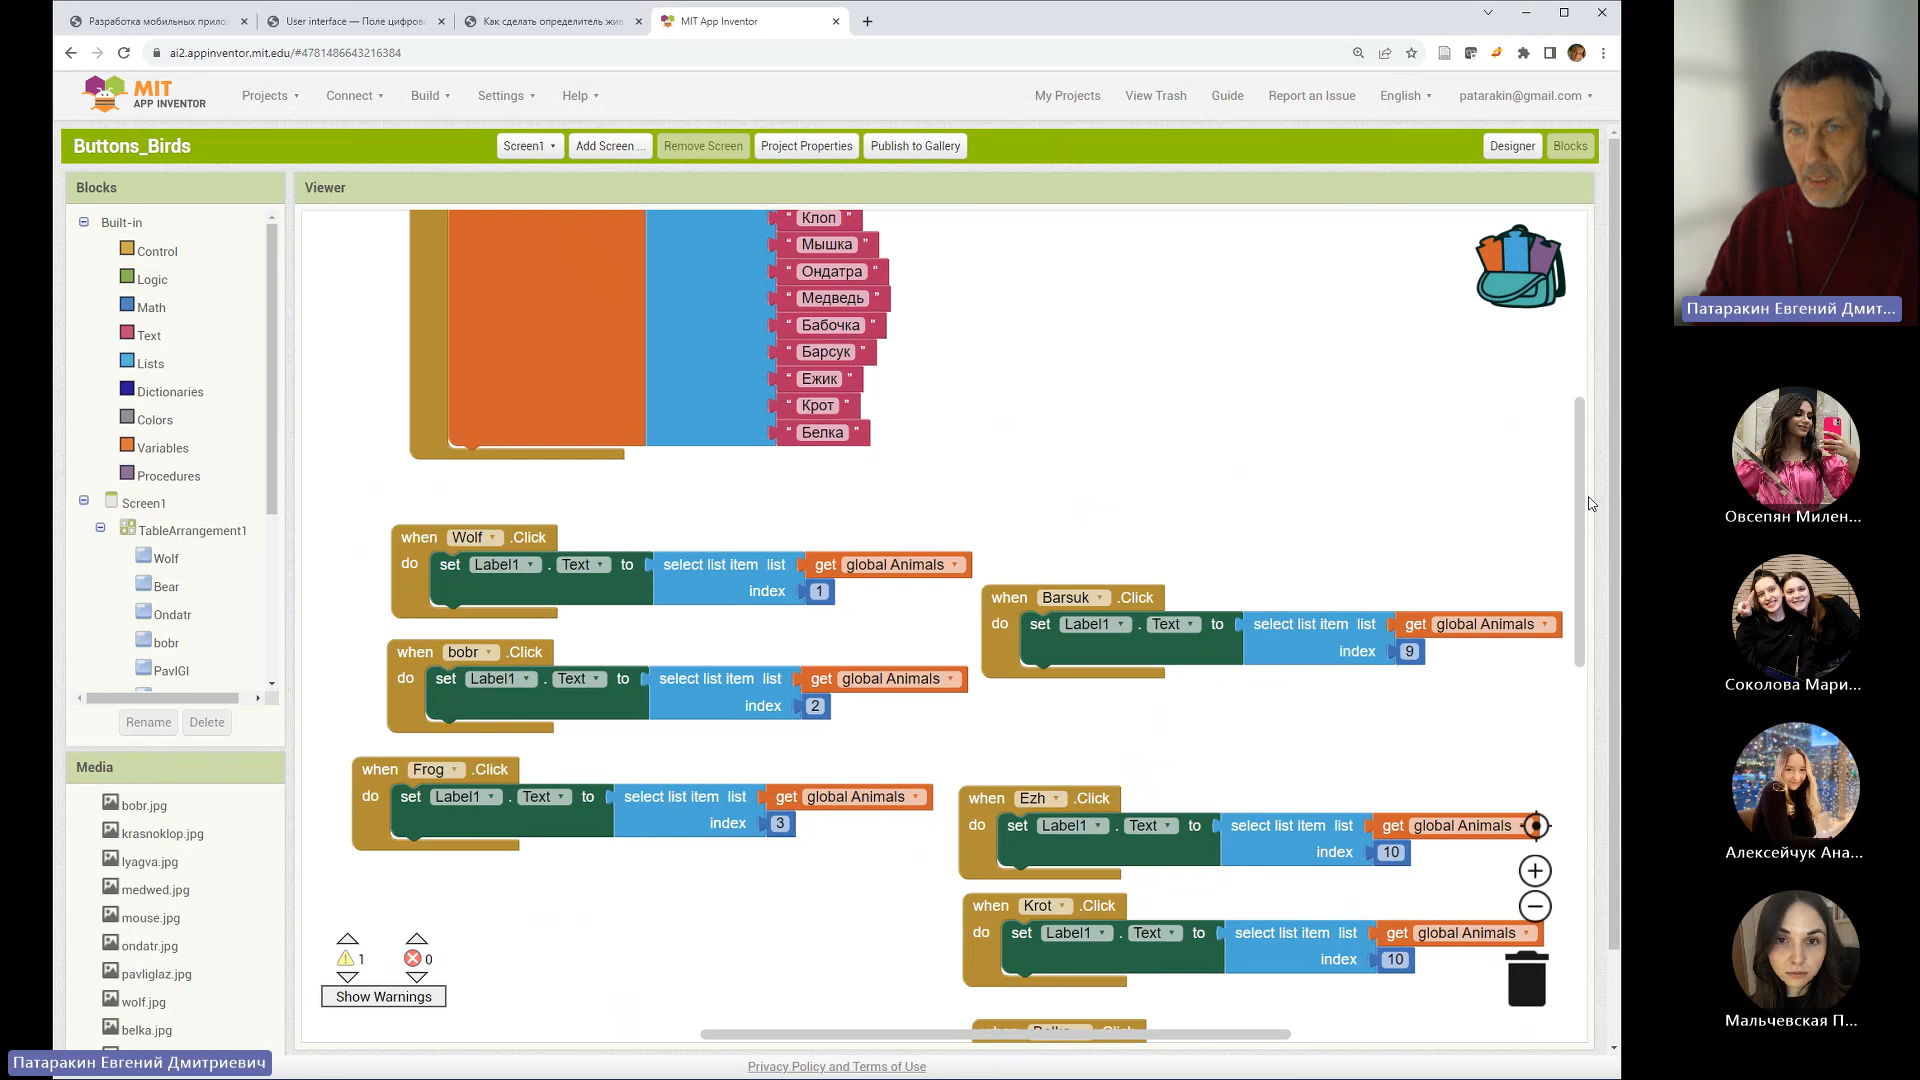 Разработка мобильных прило
User interface — Поле цифрово
Как сделать определитель жив
MIT App Inventor
ai2.appinventor.mit.edu/#4781486643216384
MIT
APP INVENTOR
Projects
Connect
Build
Settings
Help
My Projects
View Trash
Guide
Report an Issue
English
patarakin@gmail.com
Buttons_Birds
Screen1
Add Screen ...
Remove Screen
Project Properties
Publish to Gallery
Designer
Blocks
Blocks
Built-in
Control
Logic
Math
Text
Lists
Dictionaries
Colors
Variables
Procedures
Screen1
TableArrangement1
Wolf
Bear
Ondatr
bobr
PavlGl
Rename
Delete
Media
bobr.jpg
krasnoklop.jpg
lyagva.jpg
medwed.jpg
mouse.jpg
ondatr.jpg
pavliglaz.jpg
wolf.jpg
belka.jpg
Viewer
“ Клоп ”
“ Мышка ”
“ Ондатра ”
“ Медведь ”
“ Бабочка ”
“ Барсук ”
“ Ежик ”
“ Крот ”
“ Белка ”
when Wolf .Click
do set Label1 . Text to select list item list get global Animals
index 1
when bobr .Click
do set Label1 . Text to select list item list get global Animals
index 2
when Frog .Click
do set Label1 . Text to select list item list get global Animals
index 3
when Barsuk .Click
do set Label1 . Text to select list item list get global Animals
index 9
when Ezh .Click
do set Label1 . Text to select list item list get global Animals
index 10
when Krot .Click
do set Label1 . Text to select list item list get global Animals
index 10
1
0
Show Warnings
Privacy Policy and Terms of Use
Патаракин Евгений Дмитриевич
Патаракин Евгений Дмит...
Овсепян Милен...
Соколова Мари...
Алексейчук Ана...
Мальчевская П...